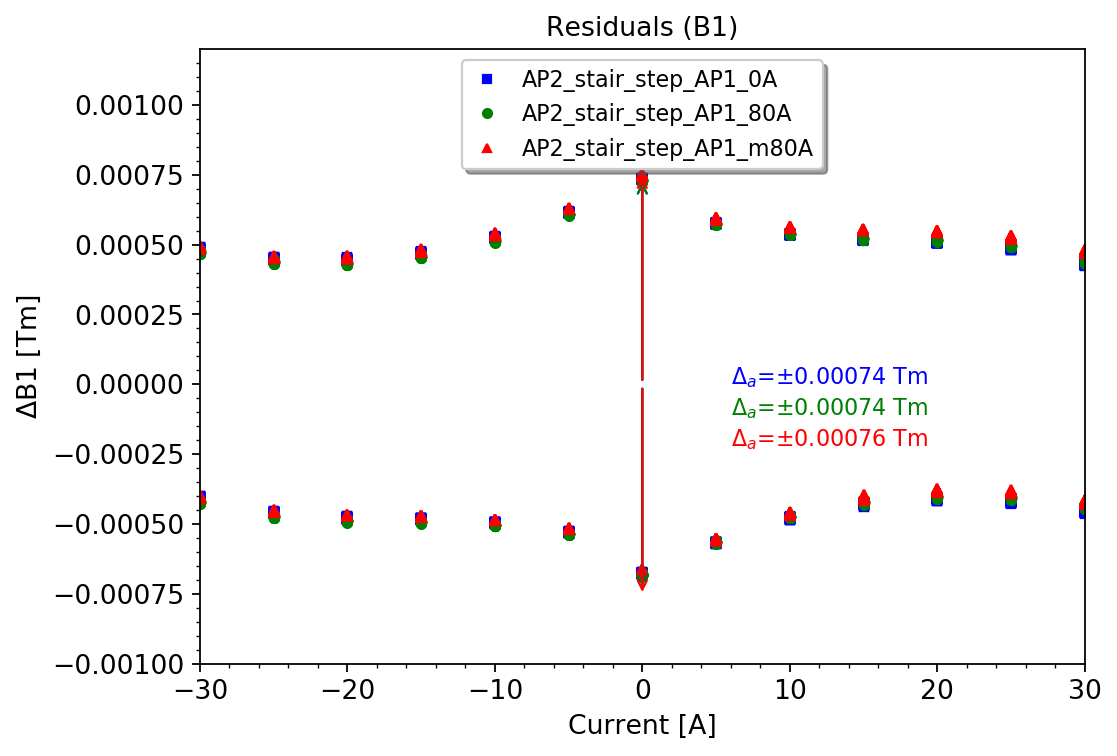 Residuals (B1)
AP2_stair_step_AP1_0A
AP2_stair_step_AP1_80A
AP2_stair_step_AP1_m80A
0.00100
0.00075
0.00050
0.00025
0.00000
−0.00025
−0.00050
−0.00075
−0.00100
ΔB1 [Tm]
Δₐ=±0.00074 Tm
Δₐ=±0.00074 Tm
Δₐ=±0.00076 Tm
−30 −20 −10 0 10 20 30
Current [A]